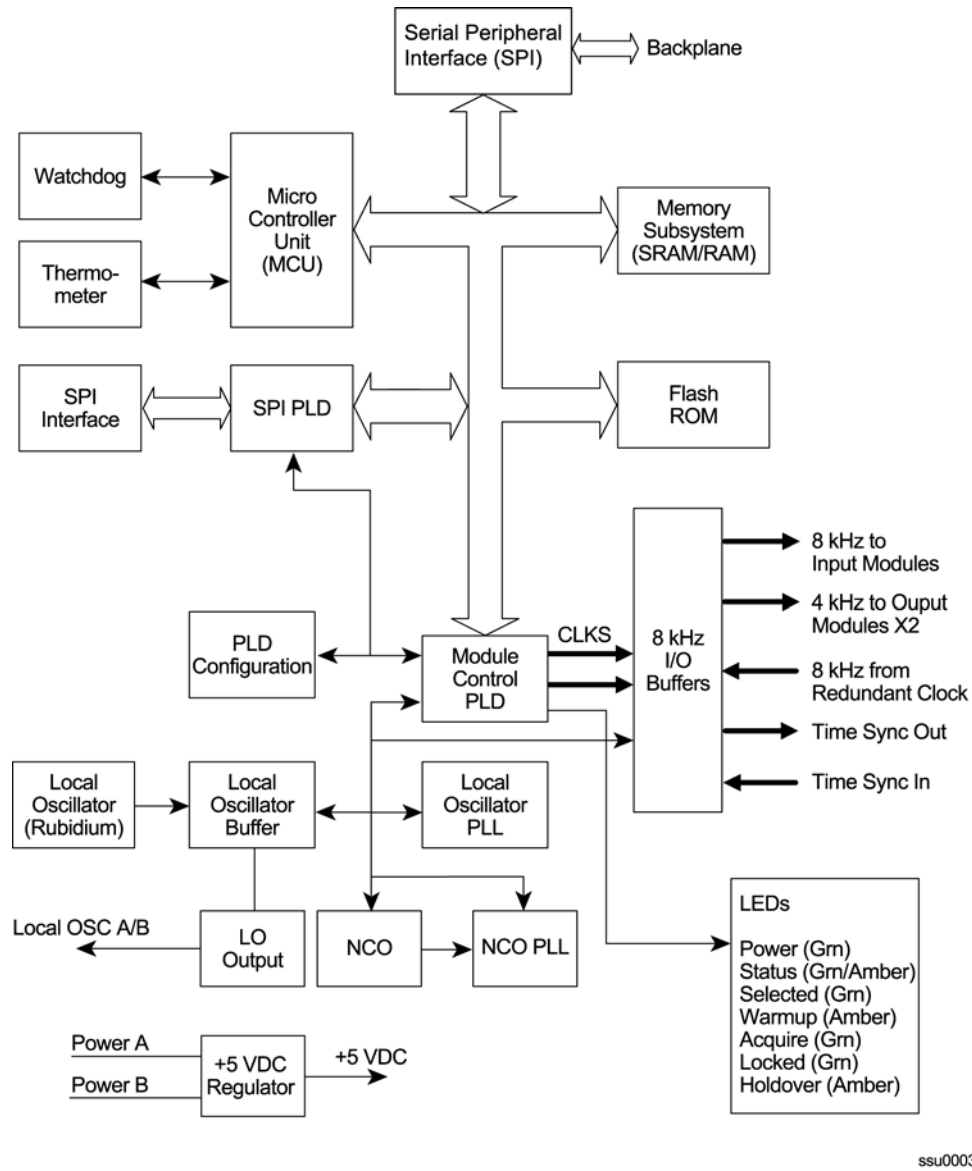 Serial Peripheral
Interface (SPI)
Backplane
Watchdog
Micro
Controller
Unit
(MCU)
Memory
Subsystem
(SRAM/RAM)
Thermo-
meter
SPI
Interface
SPI PLD
Flash
ROM
8 kHz to
Input Modules
4 kHz to Ouput
Modules X2
8 kHz from
Redundant Clock
Time Sync Out
Time Sync In
8 kHz
I/O
Buffers
CLKS
PLD
Configuration
Module
Control
PLD
Local
Oscillator
(Rubidium)
Local
Oscillator
Buffer
Local
Oscillator
PLL
Local OSC A/B
LO
Output
NCO
NCO PLL
LEDs
Power (Grn)
Status (Grn/Amber)
Selected (Grn)
Warmup (Amber)
Acquire (Grn)
Locked (Grn)
Holdover (Amber)
Power A
Power B
+5 VDC
Regulator
+5 VDC
ssu0003